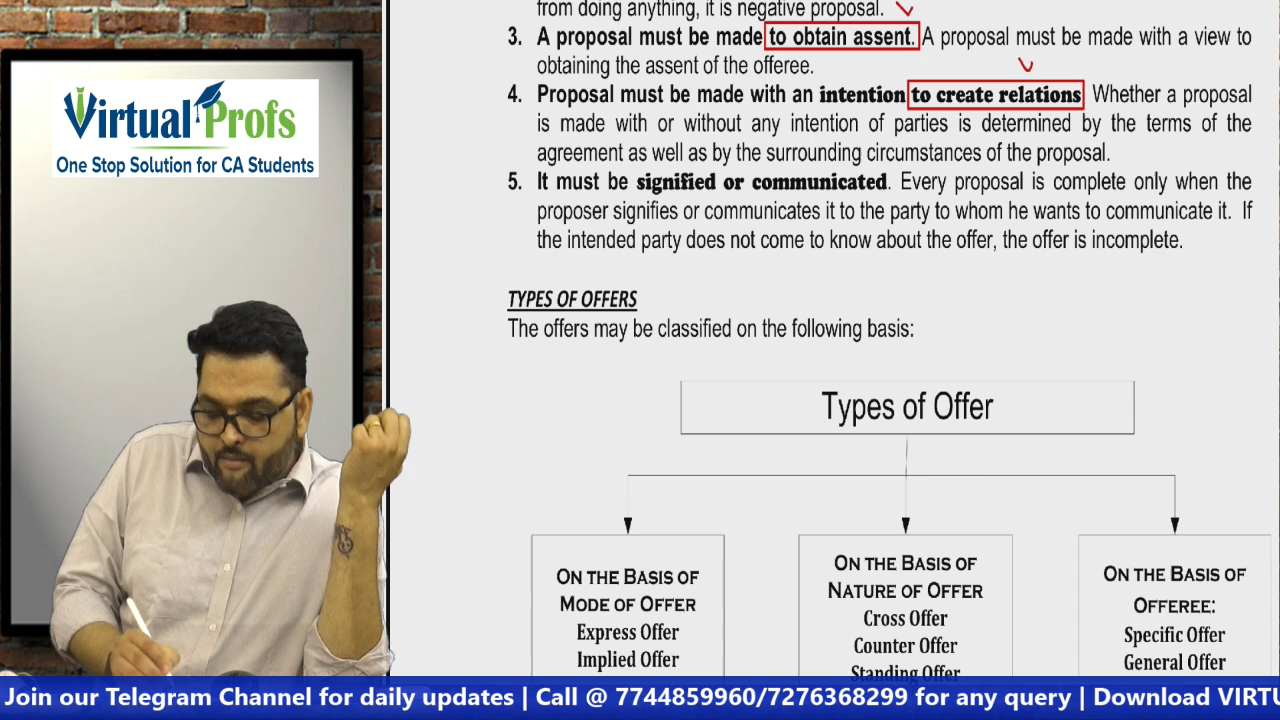 Virtual Profs
One Stop Solution for CA Students
from doing anything, it is negative proposal.
3. A proposal must be made to obtain assent. A proposal must be made with a view to
obtaining the assent of the offeree.
4. Proposal must be made with an intention to create relations Whether a proposal
is made with or without any intention of parties is determined by the terms of the
agreement as well as by the surrounding circumstances of the proposal.
5. It must be signified or communicated. Every proposal is complete only when the
proposer signifies or communicates it to the party to whom he wants to communicate it. If
the intended party does not come to know about the offer, the offer is incomplete.
TYPES OF OFFERS
The offers may be classified on the following basis:
Types of Offer
ON THE BASIS OF
MODE OF OFFER
Express Offer
Implied Offer
ON THE BASIS OF
NATURE OF OFFER
Cross Offer
Counter Offer
Standing Offer
ON THE BASIS OF
OFFEREE:
Specific Offer
General Offer
Join our Telegram Channel for daily updates | Call @ 7744859960/7276368299 for any query | Download VIRTU